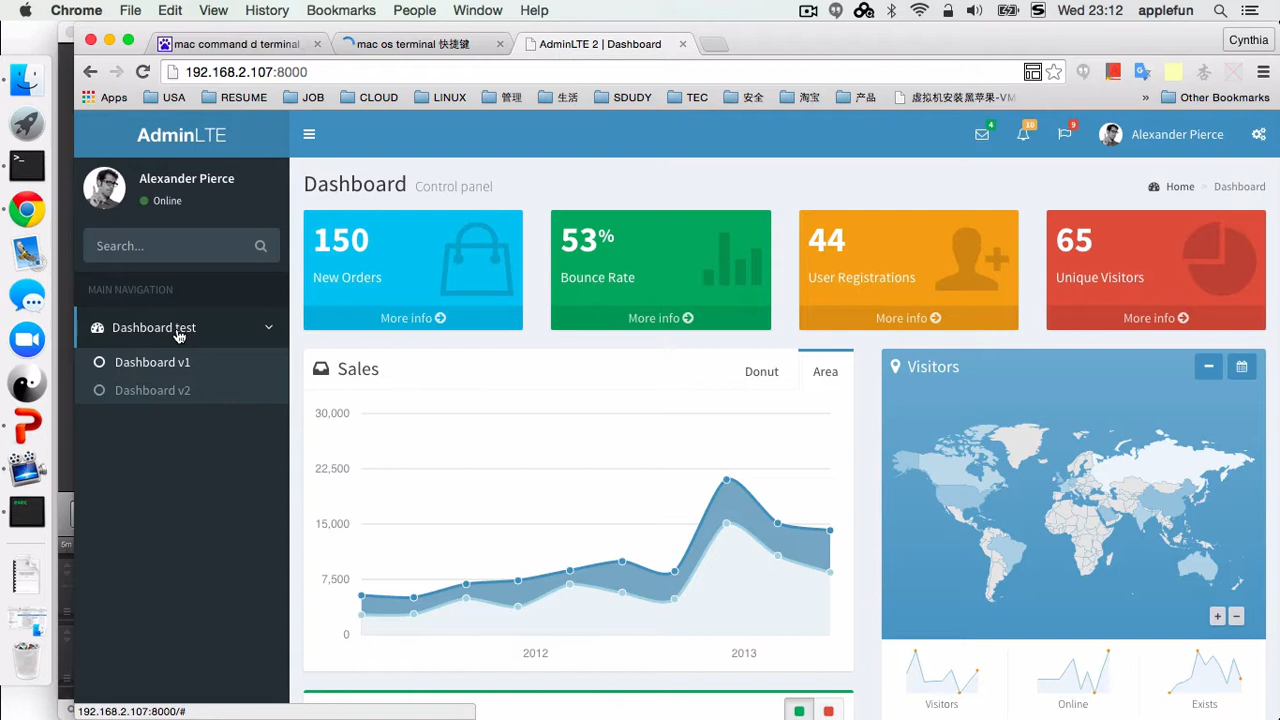 Chrome File Edit View History Bookmarks People Window Help Wed 23:12 applefun
mac command d terminal mac os terminal 快捷键 AdminLTE 2 | Dashboard Cynthia
192.168.2.107:8000
Apps USA RESUME JOB CLOUD LINUX 管理 生活 SDUDY TEC 安全 淘宝 产品 虚拟机安装黑苹果-VM » Other Bookmarks
AdminLTE 4 10 9 Alexander Pierce
Alexander Pierce
Online
Search...
MAIN NAVIGATION
Dashboard test
Dashboard v1
Dashboard v2
Dashboard Control panel Home > Dashboard
150
New Orders
More info
53%
Bounce Rate
More info
44
User Registrations
More info
65
Unique Visitors
More info
Sales Donut Area
30,000
22,500
15,000
7,500
0
2012 2013
Visitors
+ −
Visitors Online Exists
192.168.2.107:8000/#